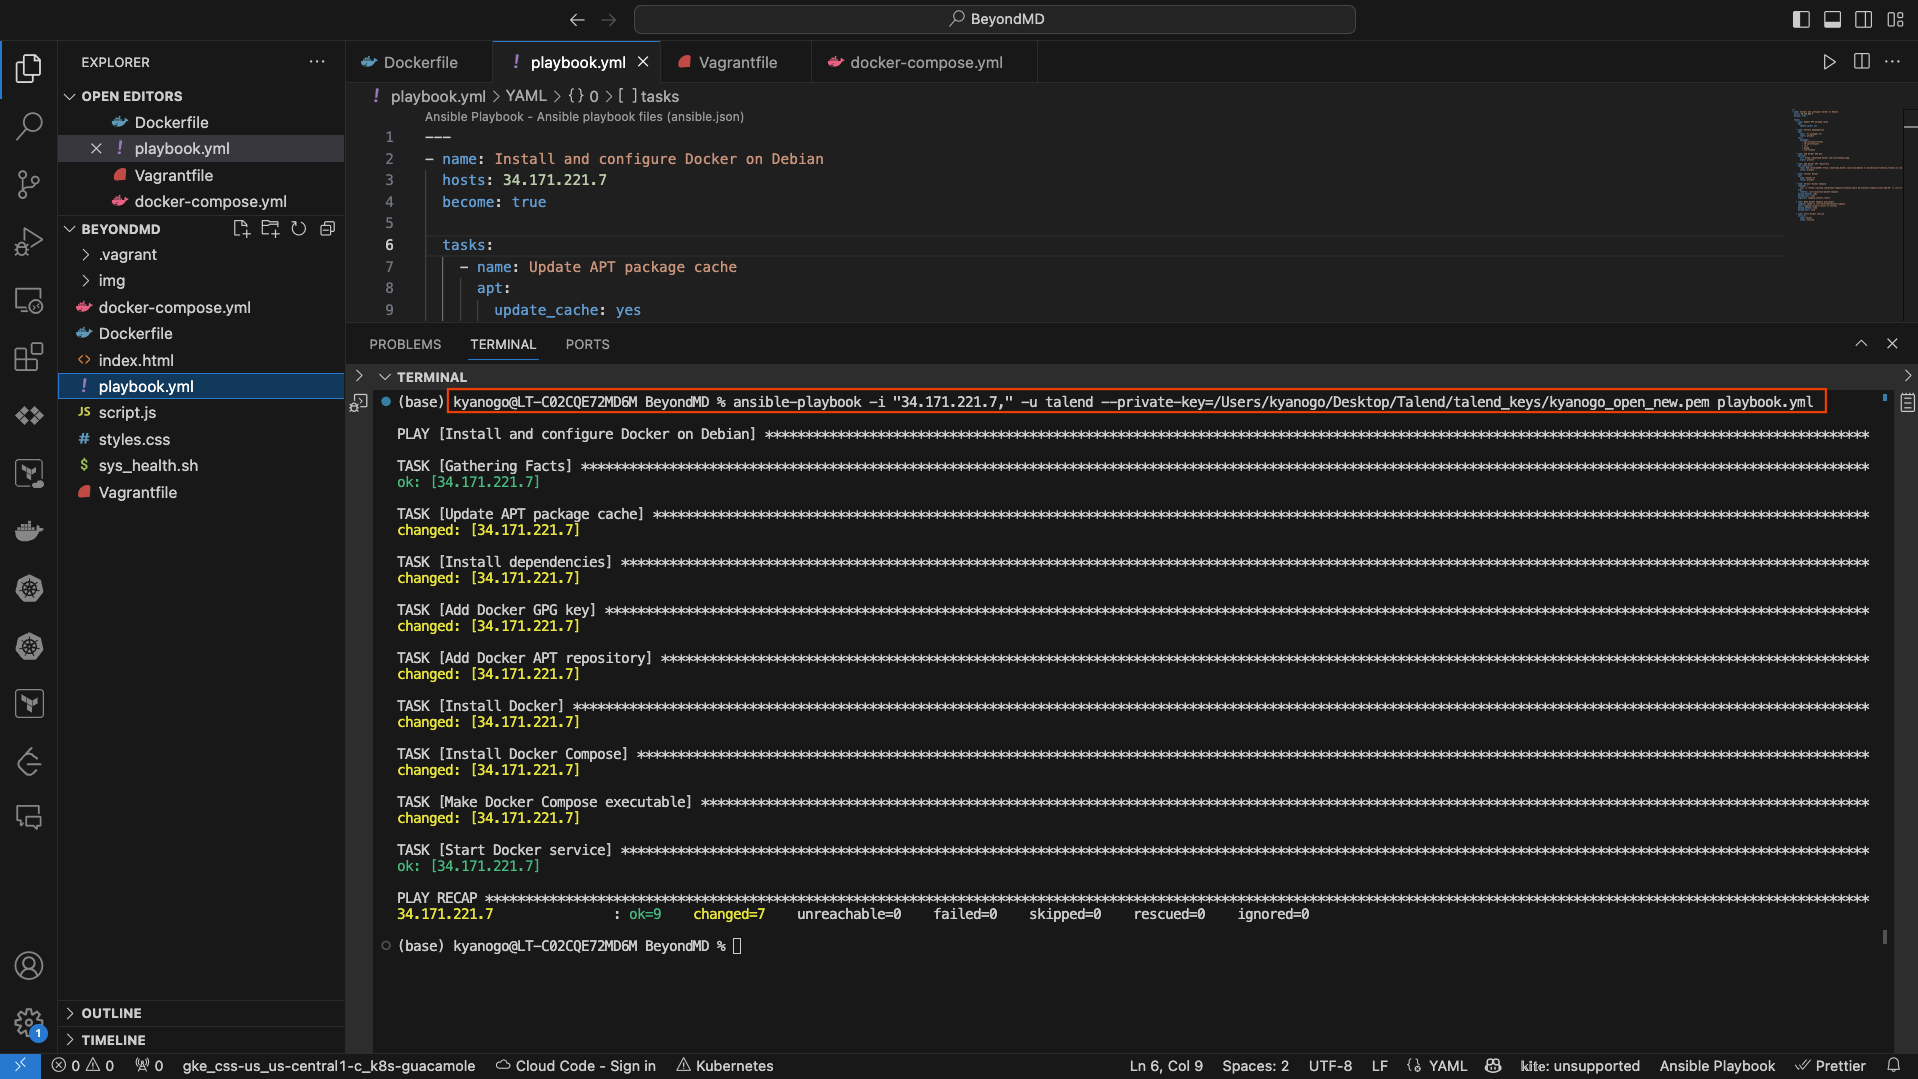 BeyondMD
EXPLORER
OPEN EDITORS
Dockerfile
playbook.yml
Vagrantfile
docker-compose.yml
BEYONDMD
.vagrant
img
docker-compose.yml
Dockerfile
index.html
playbook.yml
JS script.js
# styles.css
$ sys_health.sh
Vagrantfile
OUTLINE
TIMELINE
Dockerfile
! playbook.yml
Vagrantfile
docker-compose.yml
! playbook.yml > YAML > {} 0 > [ ] tasks
Ansible Playbook - Ansible playbook files (ansible.json)
1 ---
2 - name: Install and configure Docker on Debian
3 hosts: 34.171.221.7
4 become: true
5
6 tasks:
7 - name: Update APT package cache
8 apt:
9 update_cache: yes
PROBLEMS TERMINAL PORTS
TERMINAL
(base) kyanogo@LT-C02CQE72MD6M BeyondMD % ansible-playbook -i "34.171.221.7," -u talend --private-key=/Users/kyanogo/Desktop/Talend/talend_keys/kyanogo_open_new.pem playbook.yml
PLAY [Install and configure Docker on Debian] ****
TASK [Gathering Facts] ****
ok: [34.171.221.7]
TASK [Update APT package cache] ****
changed: [34.171.221.7]
TASK [Install dependencies] ****
changed: [34.171.221.7]
TASK [Add Docker GPG key] ****
changed: [34.171.221.7]
TASK [Add Docker APT repository] ****
changed: [34.171.221.7]
TASK [Install Docker] ****
changed: [34.171.221.7]
TASK [Install Docker Compose] ****
changed: [34.171.221.7]
TASK [Make Docker Compose executable] ****
changed: [34.171.221.7]
TASK [Start Docker service] ****
ok: [34.171.221.7]
PLAY RECAP ****
34.171.221.7 : ok=9 changed=7 unreachable=0 failed=0 skipped=0 rescued=0 ignored=0
(base) kyanogo@LT-C02CQE72MD6M BeyondMD %
1
0 0 0 gke_css-us_us-central1-c_k8s-guacamole Cloud Code - Sign in Kubernetes Ln 6, Col 9 Spaces: 2 UTF-8 LF YAML kite: unsupported Ansible Playbook Prettier